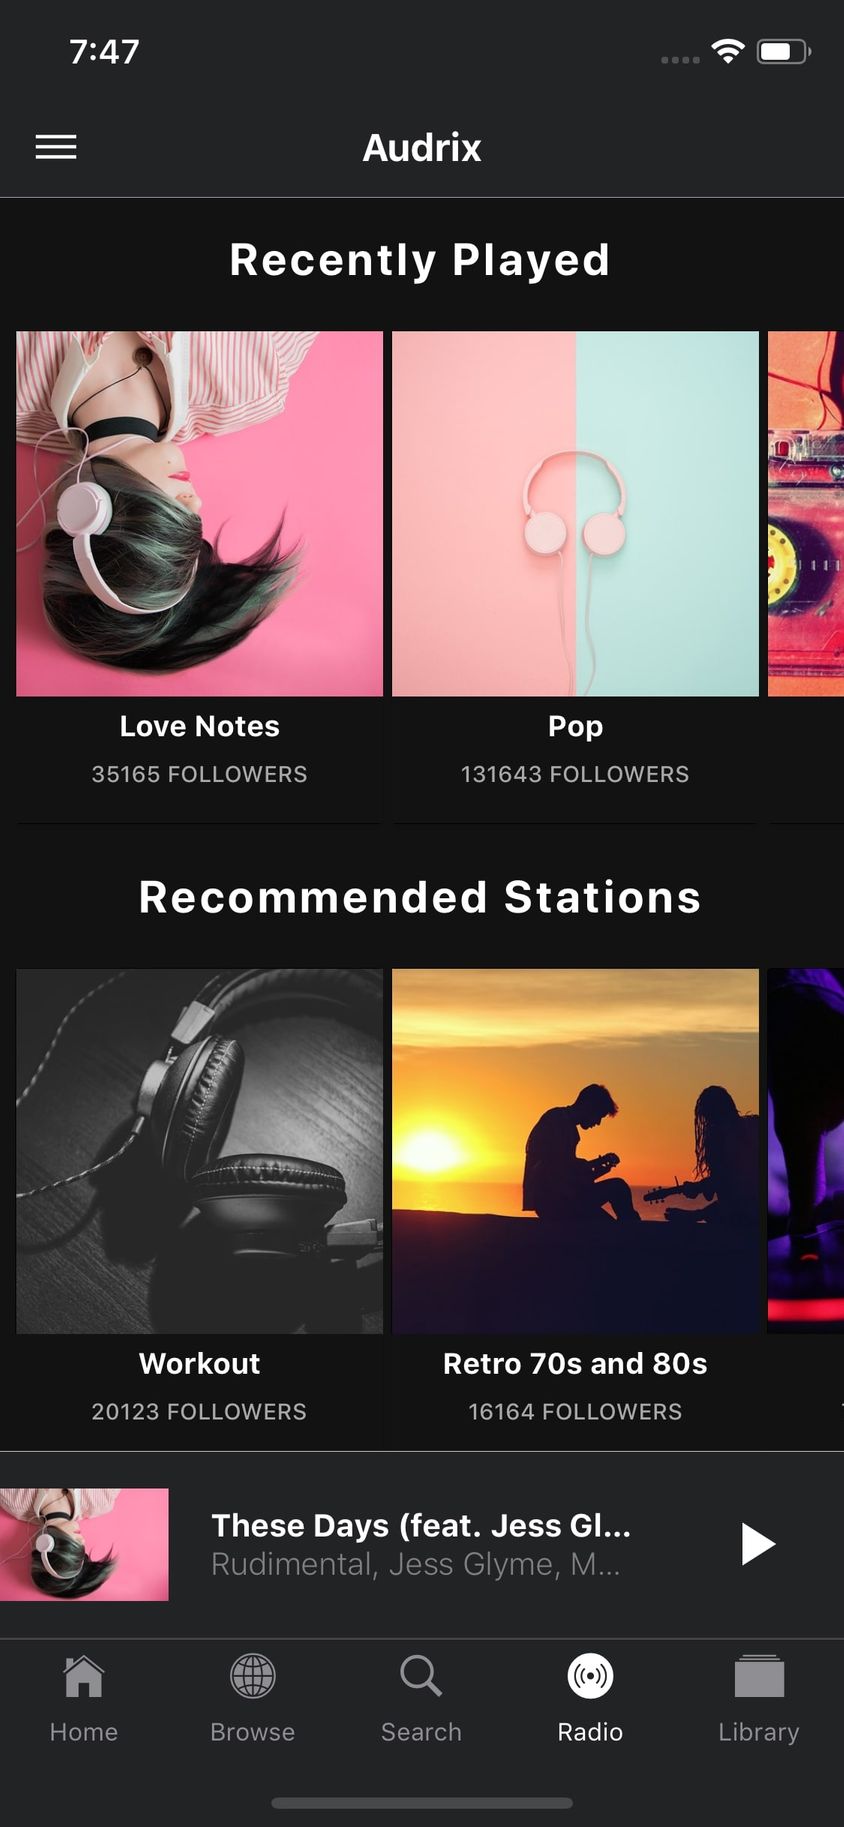 7:47
Audrix
Recently Played
Love Notes
Pop
35165 FOLLOWERS
131643 FOLLOWERS
Recommended Stations
Workout
Retro 70s and 80s
20123 FOLLOWERS
16164 FOLLOWERS
These Days (feat. Jess Gl...
Rudimental, Jess Glyme, M...
Home
Browse
Search
Radio
Library